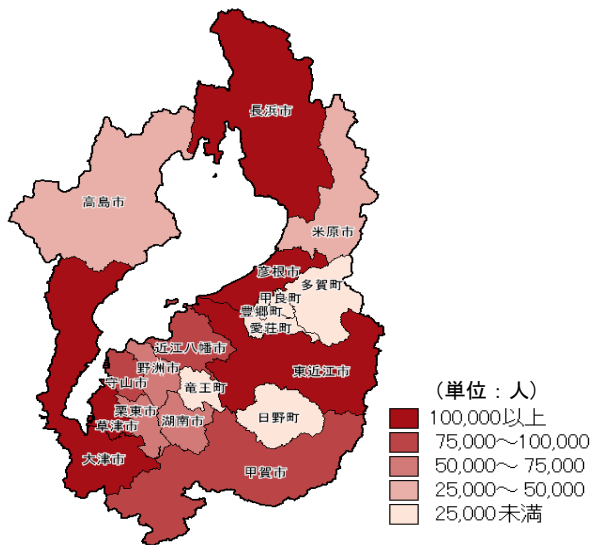 長浜市
高島市
米原市
彦根市
多賀町
甲良町
豊郷町
愛荘町
近江八幡市
東近江市
野洲市
守山市
竜王町
栗東市
湖南市
日野町
草津市
大津市
甲賀市
(単位：人)
100,000以上
75,000～100,000
50,000～ 75,000
25,000～ 50,000
25,000未満